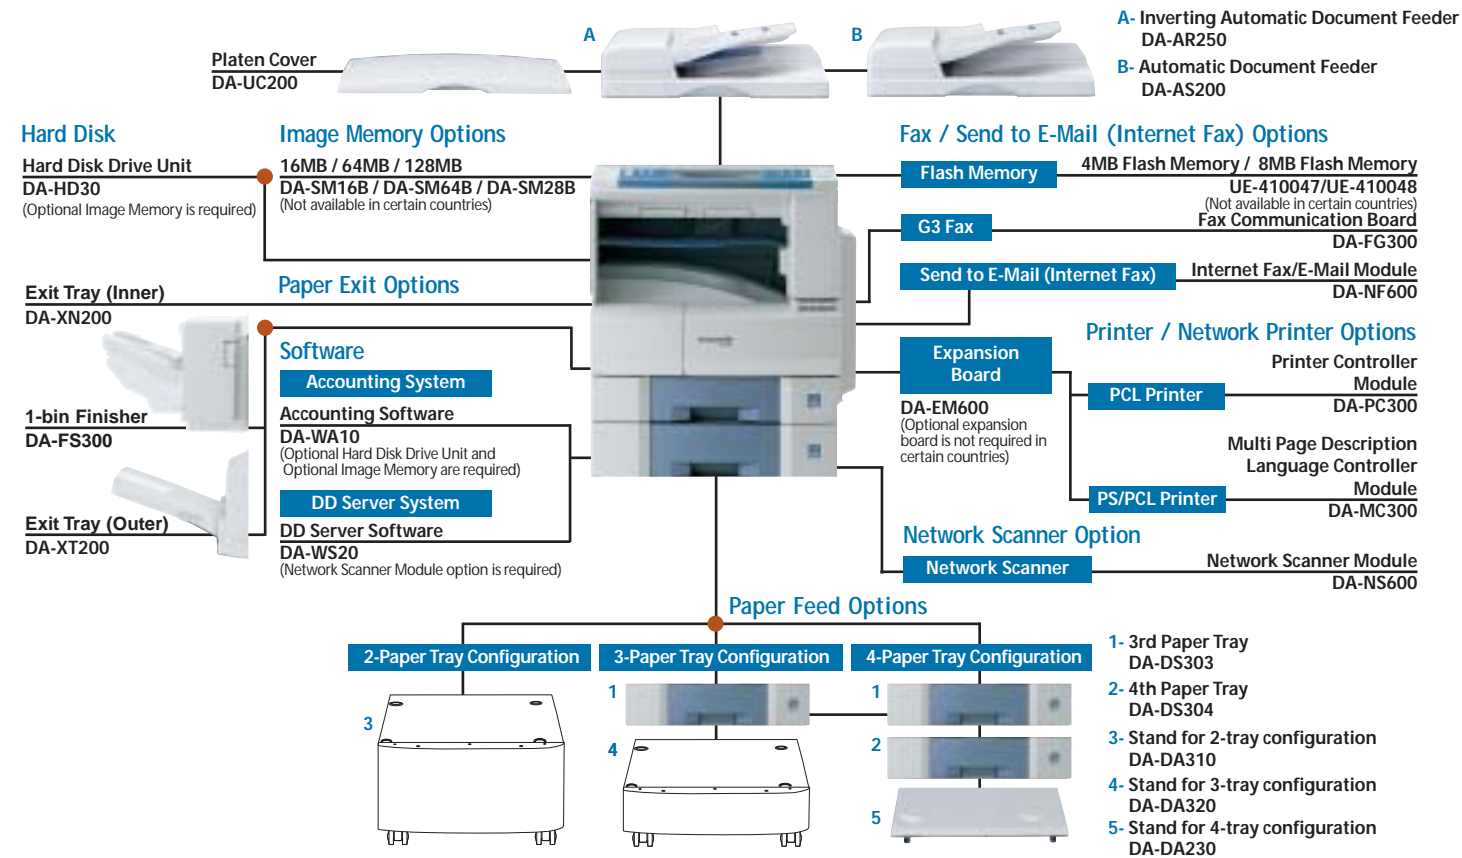 A
B
A- Inverting Automatic Document Feeder
DA-AR250
B- Automatic Document Feeder
DA-AS200
Platen Cover
DA-UC200
Hard Disk
Hard Disk Drive Unit
DA-HD30
(Optional Image Memory is required)
Image Memory Options
16MB / 64MB / 128MB
DA-SM16B / DA-SM64B / DA-SM28B
(Not available in certain countries)
Fax / Send to E-Mail (Internet Fax) Options
Flash Memory
4MB Flash Memory / 8MB Flash Memory
UE-410047/UE-410048
(Not available in certain countries)
G3 Fax
Fax Communication Board
DA-FG300
Send to E-Mail (Internet Fax)
Internet Fax/E-Mail Module
DA-NF600
Paper Exit Options
Exit Tray (Inner)
DA-XN200
1-bin Finisher
DA-FS300
Exit Tray (Outer)
DA-XT200
Software
Accounting System
Accounting Software
DA-WA10
(Optional Hard Disk Drive Unit and
Optional Image Memory are required)
DD Server System
DD Server Software
DA-WS20
(Network Scanner Module option is required)
Printer / Network Printer Options
Expansion
Board
DA-EM600
(Optional expansion
board is not required in
certain countries)
PCL Printer
Printer Controller
Module
DA-PC300
PS/PCL Printer
Multi Page Description
Language Controller
Module
DA-MC300
Network Scanner Option
Network Scanner
Network Scanner Module
DA-NS600
Paper Feed Options
2-Paper Tray Configuration
3-Paper Tray Configuration
4-Paper Tray Configuration
3
1
4
1
2
5
1- 3rd Paper Tray
DA-DS303
2- 4th Paper Tray
DA-DS304
3- Stand for 2-tray configuration
DA-DA310
4- Stand for 3-tray configuration
DA-DA320
5- Stand for 4-tray configuration
DA-DA230